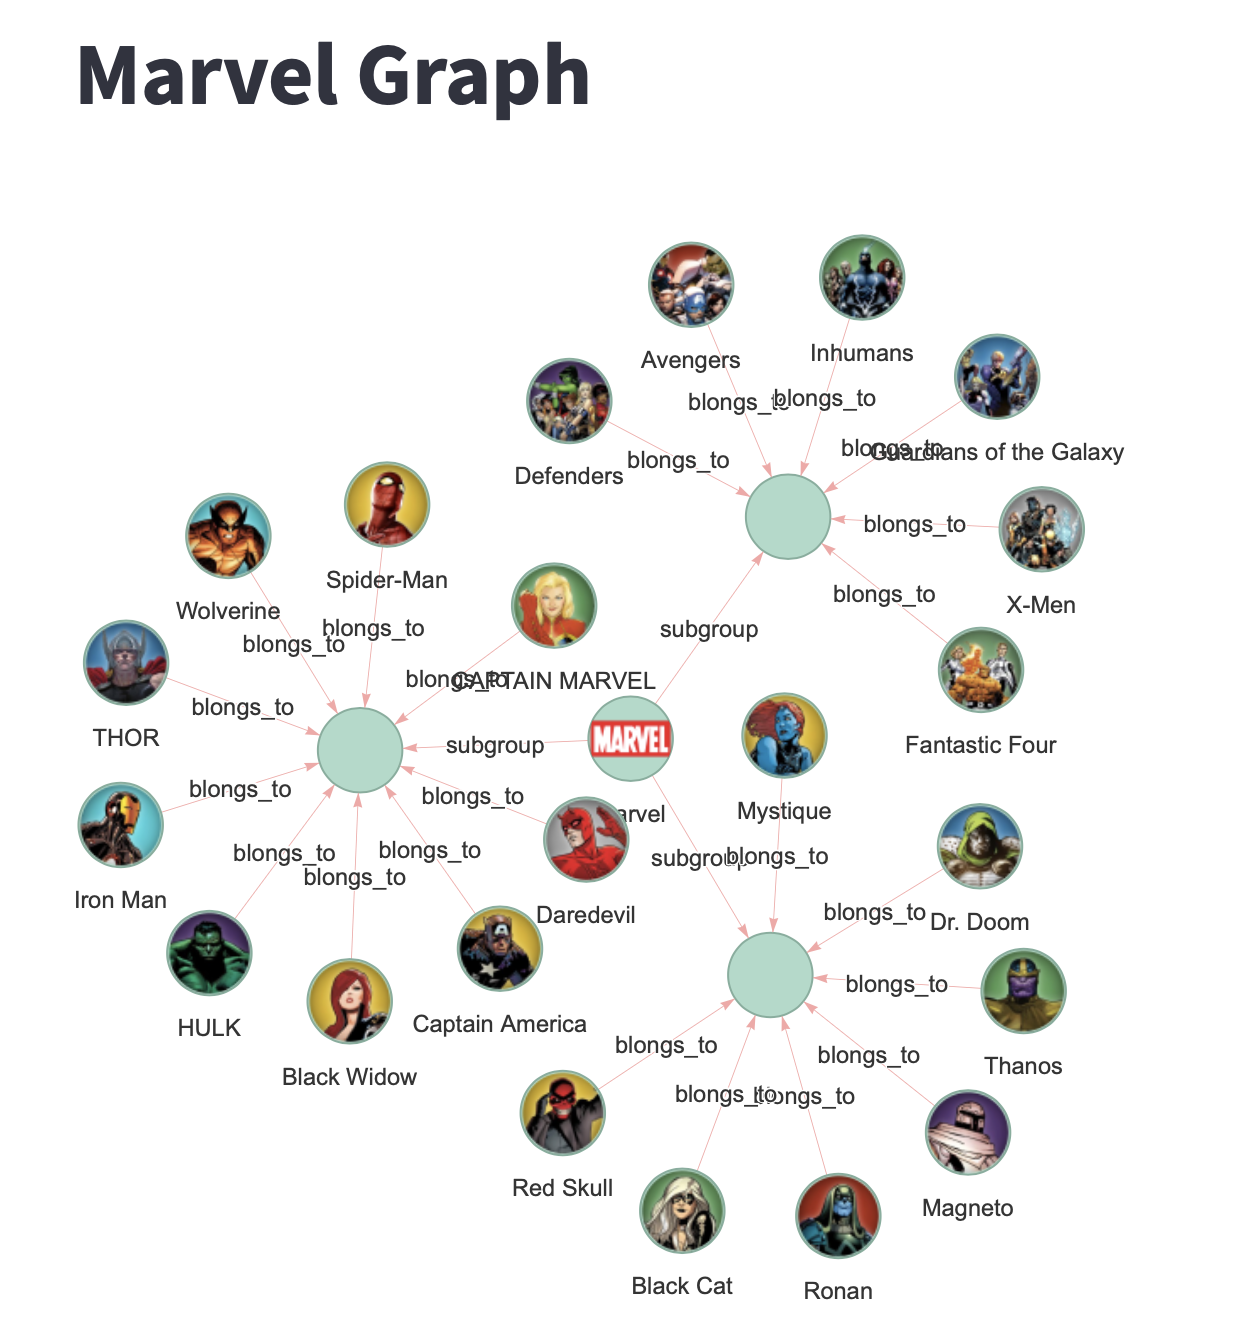 Marvel Graph
Avengers
Inhumans
blongs_to
blongs_to
Defenders
blongs_to
blongs_to
Guardians of the Galaxy
blongs_to
X-Men
blongs_to
Fantastic Four
subgroup
Wolverine
Spider-Man
blongs_to
blongs_to
blongs_to
CAPTAIN MARVEL
THOR
blongs_to
subgroup
MARVEL
arvel
Iron Man
blongs_to
blongs_to
Daredevil
HULK
blongs_to
blongs_to
Black Widow
blongs_to
Captain America
subgroup
Mystique
blongs_to
blongs_to
Dr. Doom
blongs_to
Thanos
blongs_to
Magneto
blongs_to
Red Skull
blongs_to
blongs_to
Black Cat
Ronan